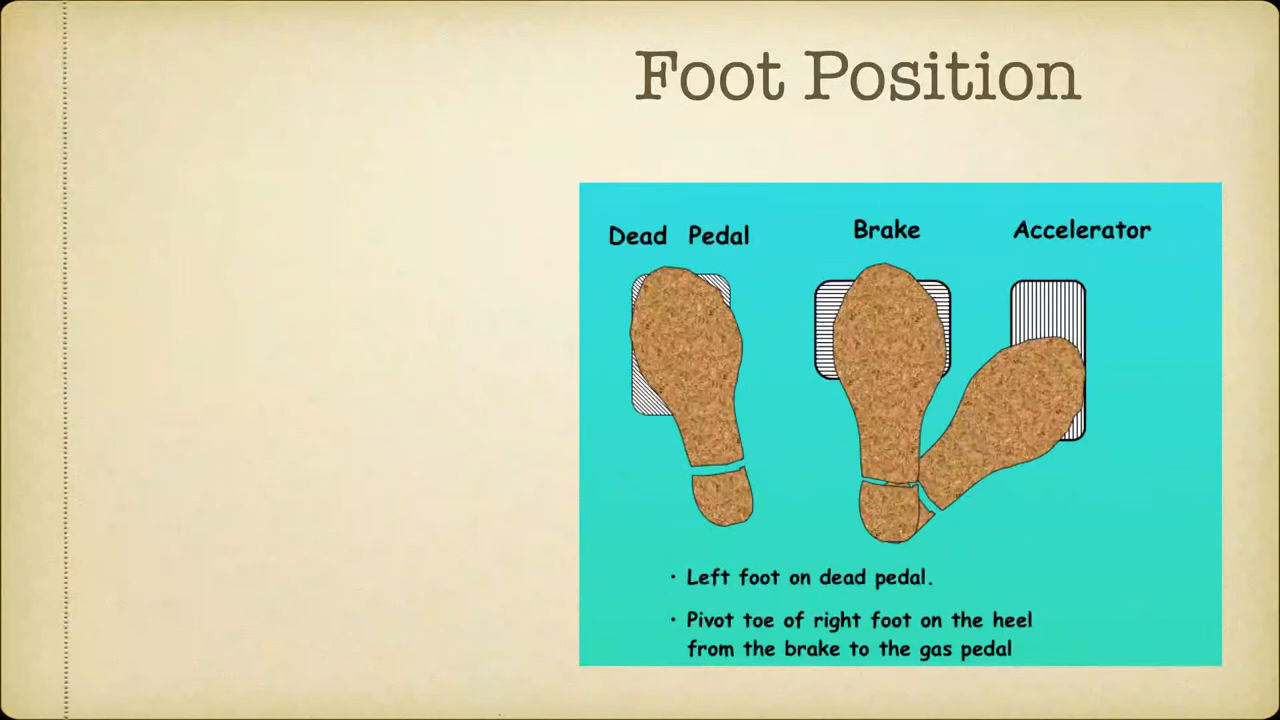 Foot Position
Dead Pedal
Brake
Accelerator
· Left foot on dead pedal.
· Pivot toe of right foot on the heel
from the brake to the gas pedal